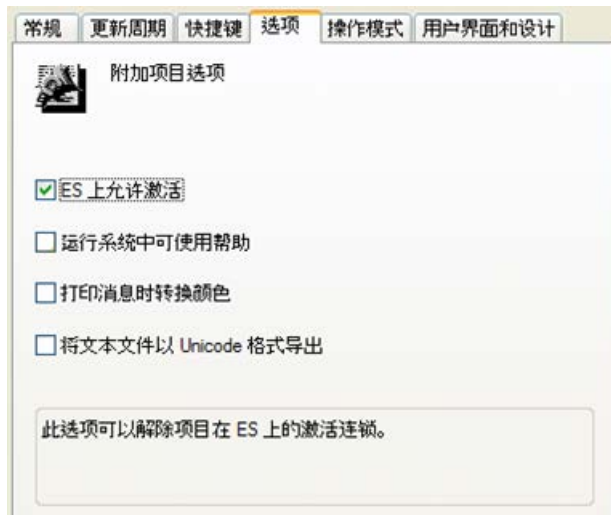 常规 更新周期 快捷键 选项 操作模式 用户界面和设计
附加项目选项
ES 上允许激活
运行系统中可使用帮助
打印消息时转换颜色
将文本文件以 Unicode 格式导出
此选项可以解除项目在 ES 上的激活连锁。